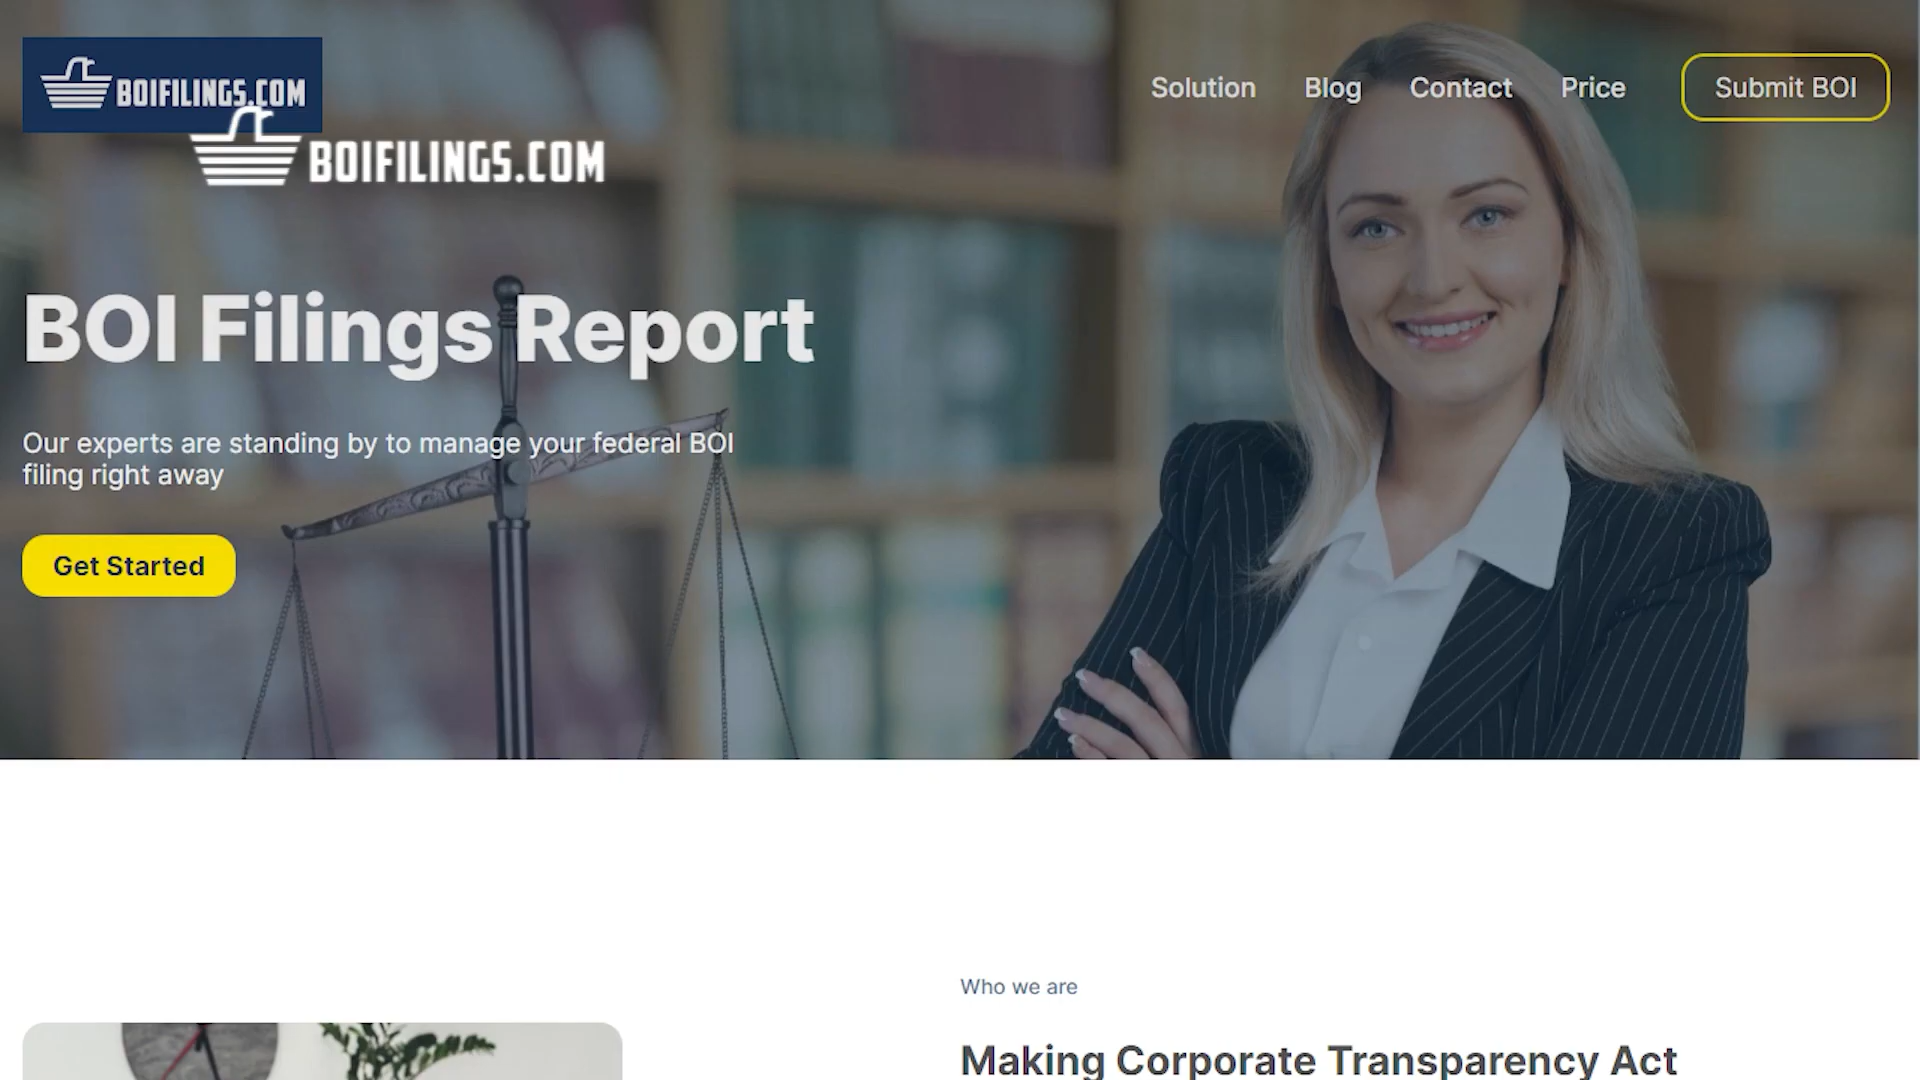 BOIFILINGS.COM
Solution
Blog
Contact
Price
Submit BOI
BOIFILINGS.COM
BOI Filings Report
Our experts are standing by to manage your federal BOI
filing right away
Get Started
Who we are
Making Corporate Transparency Act